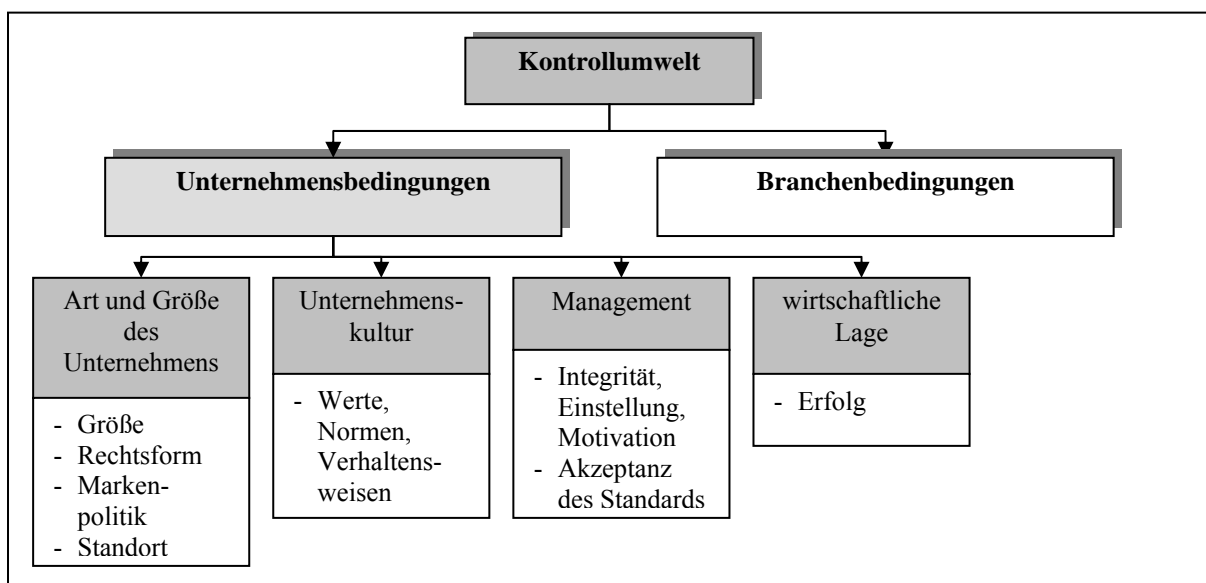 Kontrollumwelt
Unternehmensbedingungen
Branchenbedingungen
Art und Größe
des
Unternehmens
- Größe
- Rechtsform
- Marken-
politik
- Standort
Unternehmens-
kultur
- Werte,
Normen,
Verhaltens-
weisen
Management
- Integrität,
Einstellung,
Motivation
- Akzeptanz
des Standards
wirtschaftliche
Lage
- Erfolg